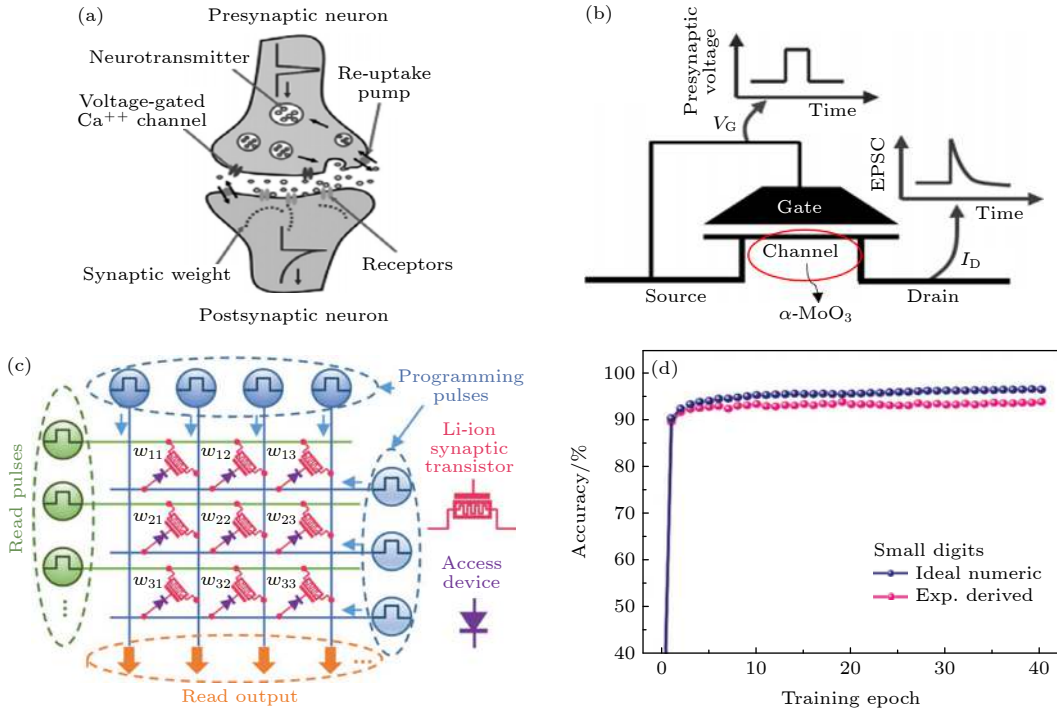 (a)
Presynaptic neuron
Neurotransmitter
Re-uptake
pump
Voltage-gated
Ca++ channel
Synaptic weight
Receptors
Postsynaptic neuron
(b)
Presynaptic
voltage
Time
VG
EPSC
Time
Gate
Channel
ID
Source
Drain
α-MoO3
(c)
Programming
pulses
Read pulses
Li-ion
synaptic
transistor
w11 w12 w13
w21 w22 w23
Access
device
w31 w32 w33
Read output
(d)
Accuracy/%
100
90
80
70
60
50
40
Small digits
Ideal numeric
Exp. derived
0 10 20 30 40
Training epoch